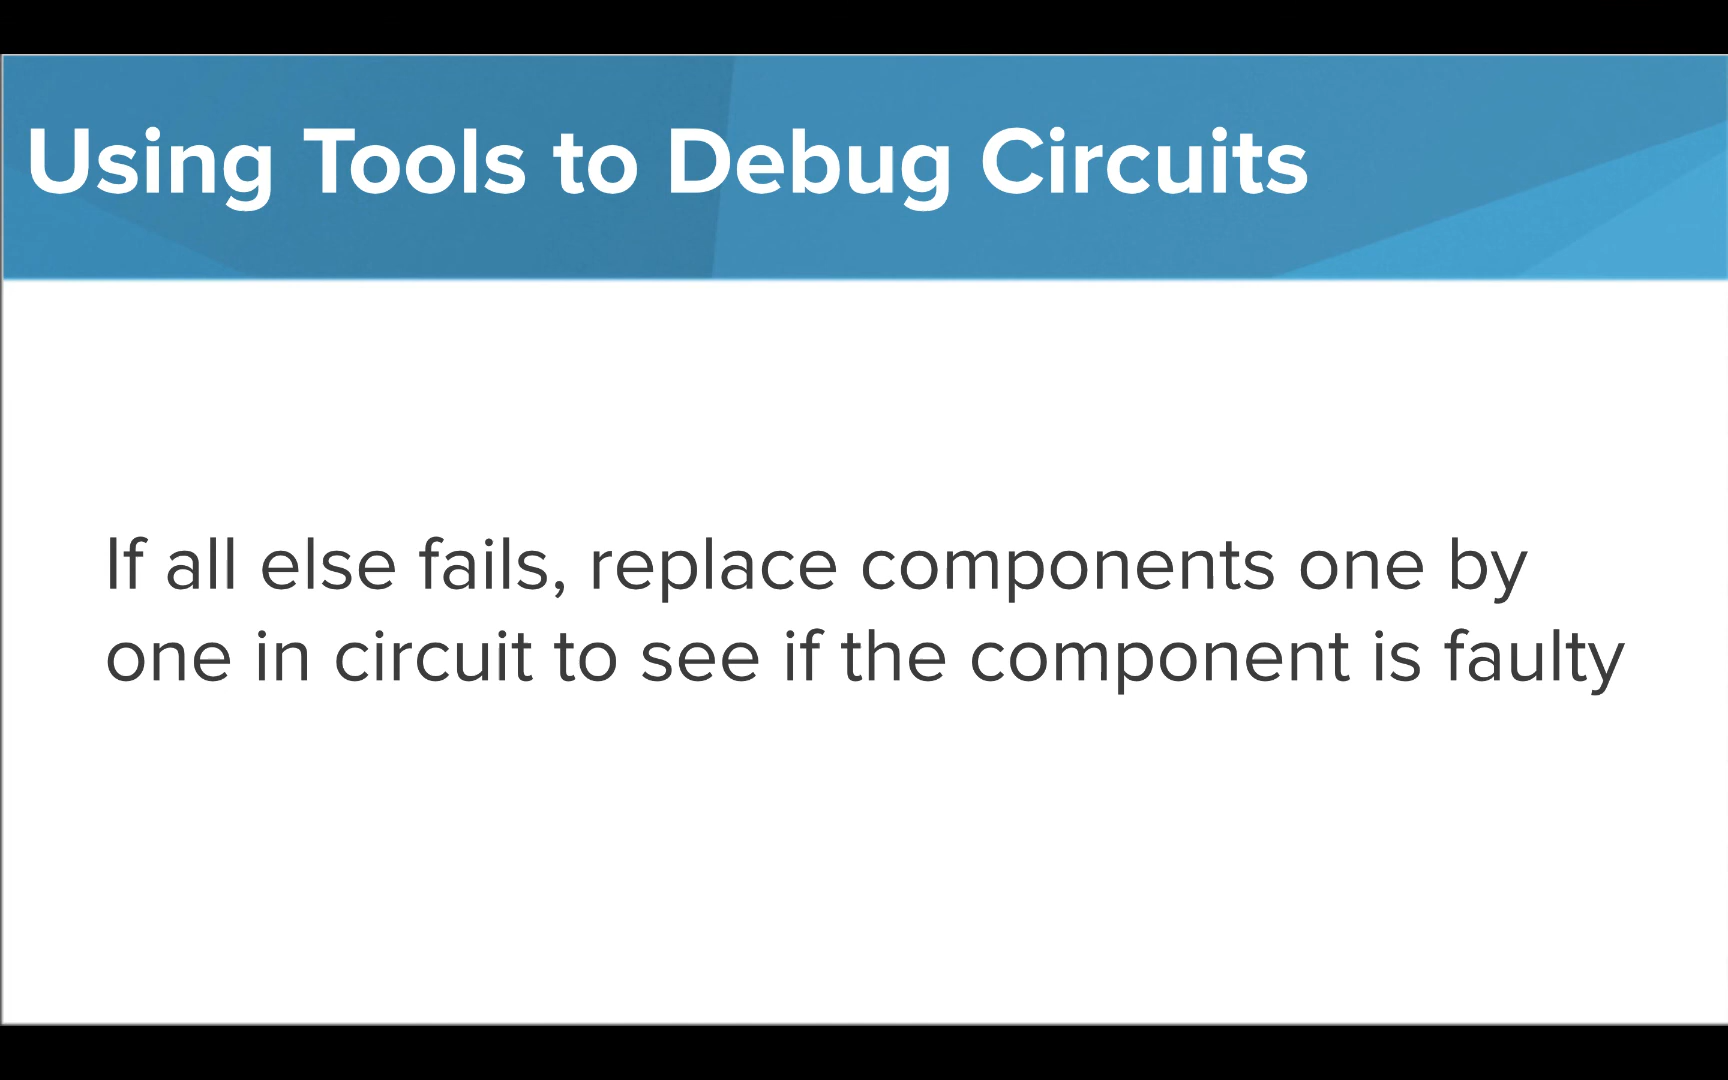 Using Tools to Debug Circuits
If all else fails, replace components one by
one in circuit to see if the component is faulty